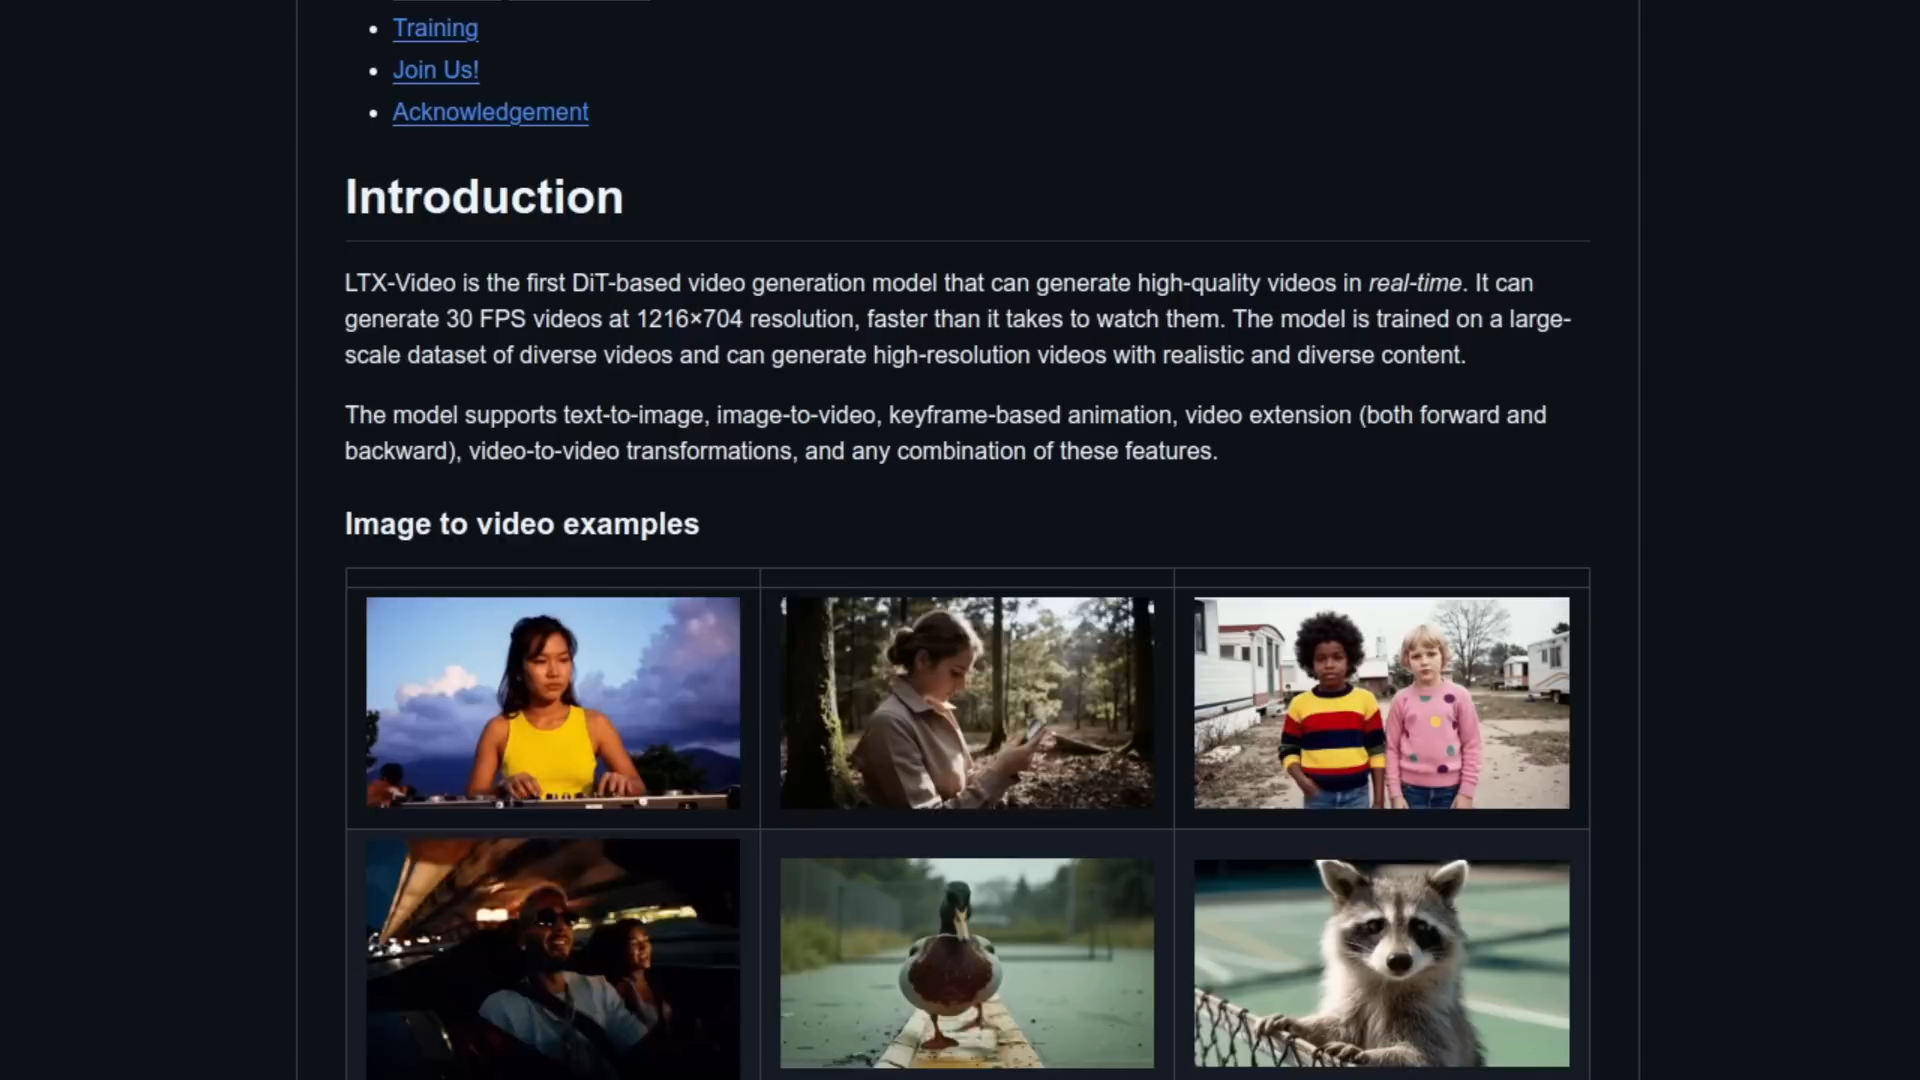 Training
Join Us!
Acknowledgement
Introduction
LTX-Video is the first DiT-based video generation model that can generate high-quality videos in real-time. It can
generate 30 FPS videos at 1216×704 resolution, faster than it takes to watch them. The model is trained on a large-
scale dataset of diverse videos and can generate high-resolution videos with realistic and diverse content.
The model supports text-to-image, image-to-video, keyframe-based animation, video extension (both forward and
backward), video-to-video transformations, and any combination of these features.
Image to video examples